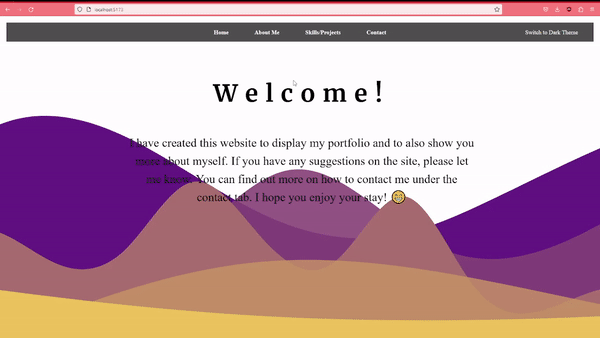 localhost:5173
Home About Me Skills/Projects Contact Switch to Dark Theme
Welcome!
I have created this website to display my portfolio and to also show you
more about myself. If you have any suggestions on the site, please let
me know. You can find out more on how to contact me under the
contact tab. I hope you enjoy your stay! 😁